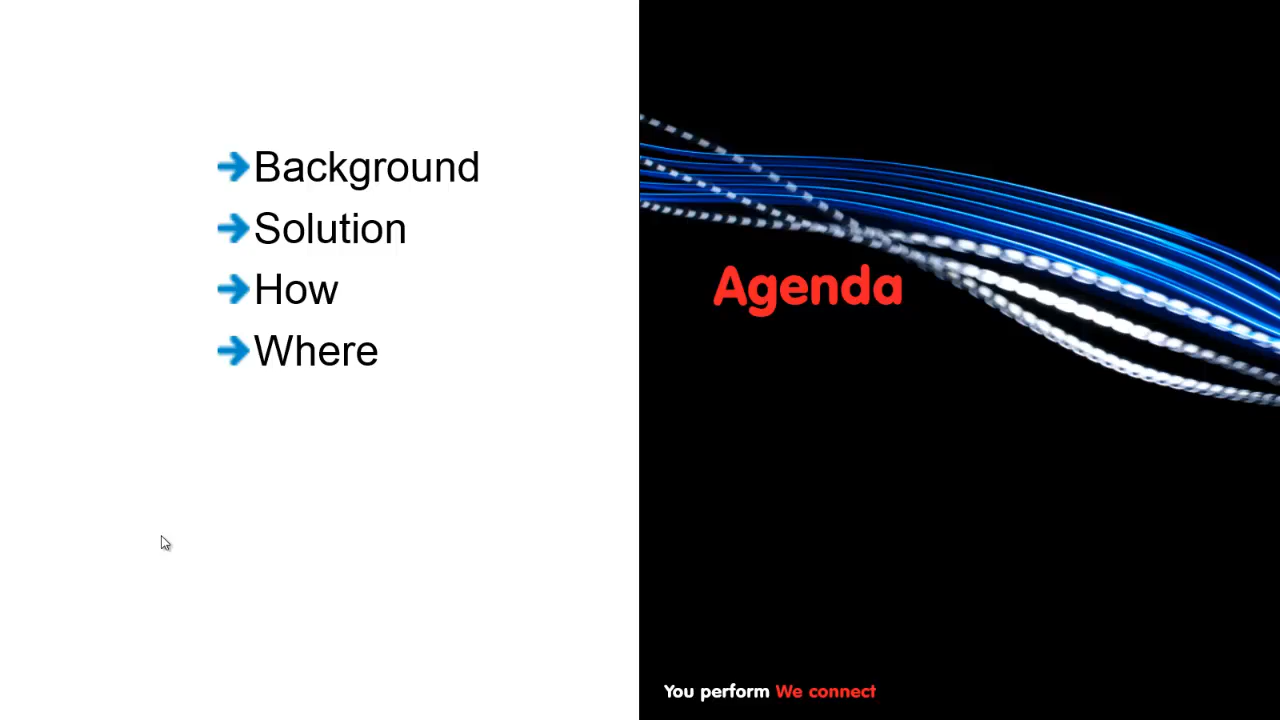 Background
Solution
How
Where
Agenda
You perform We connect